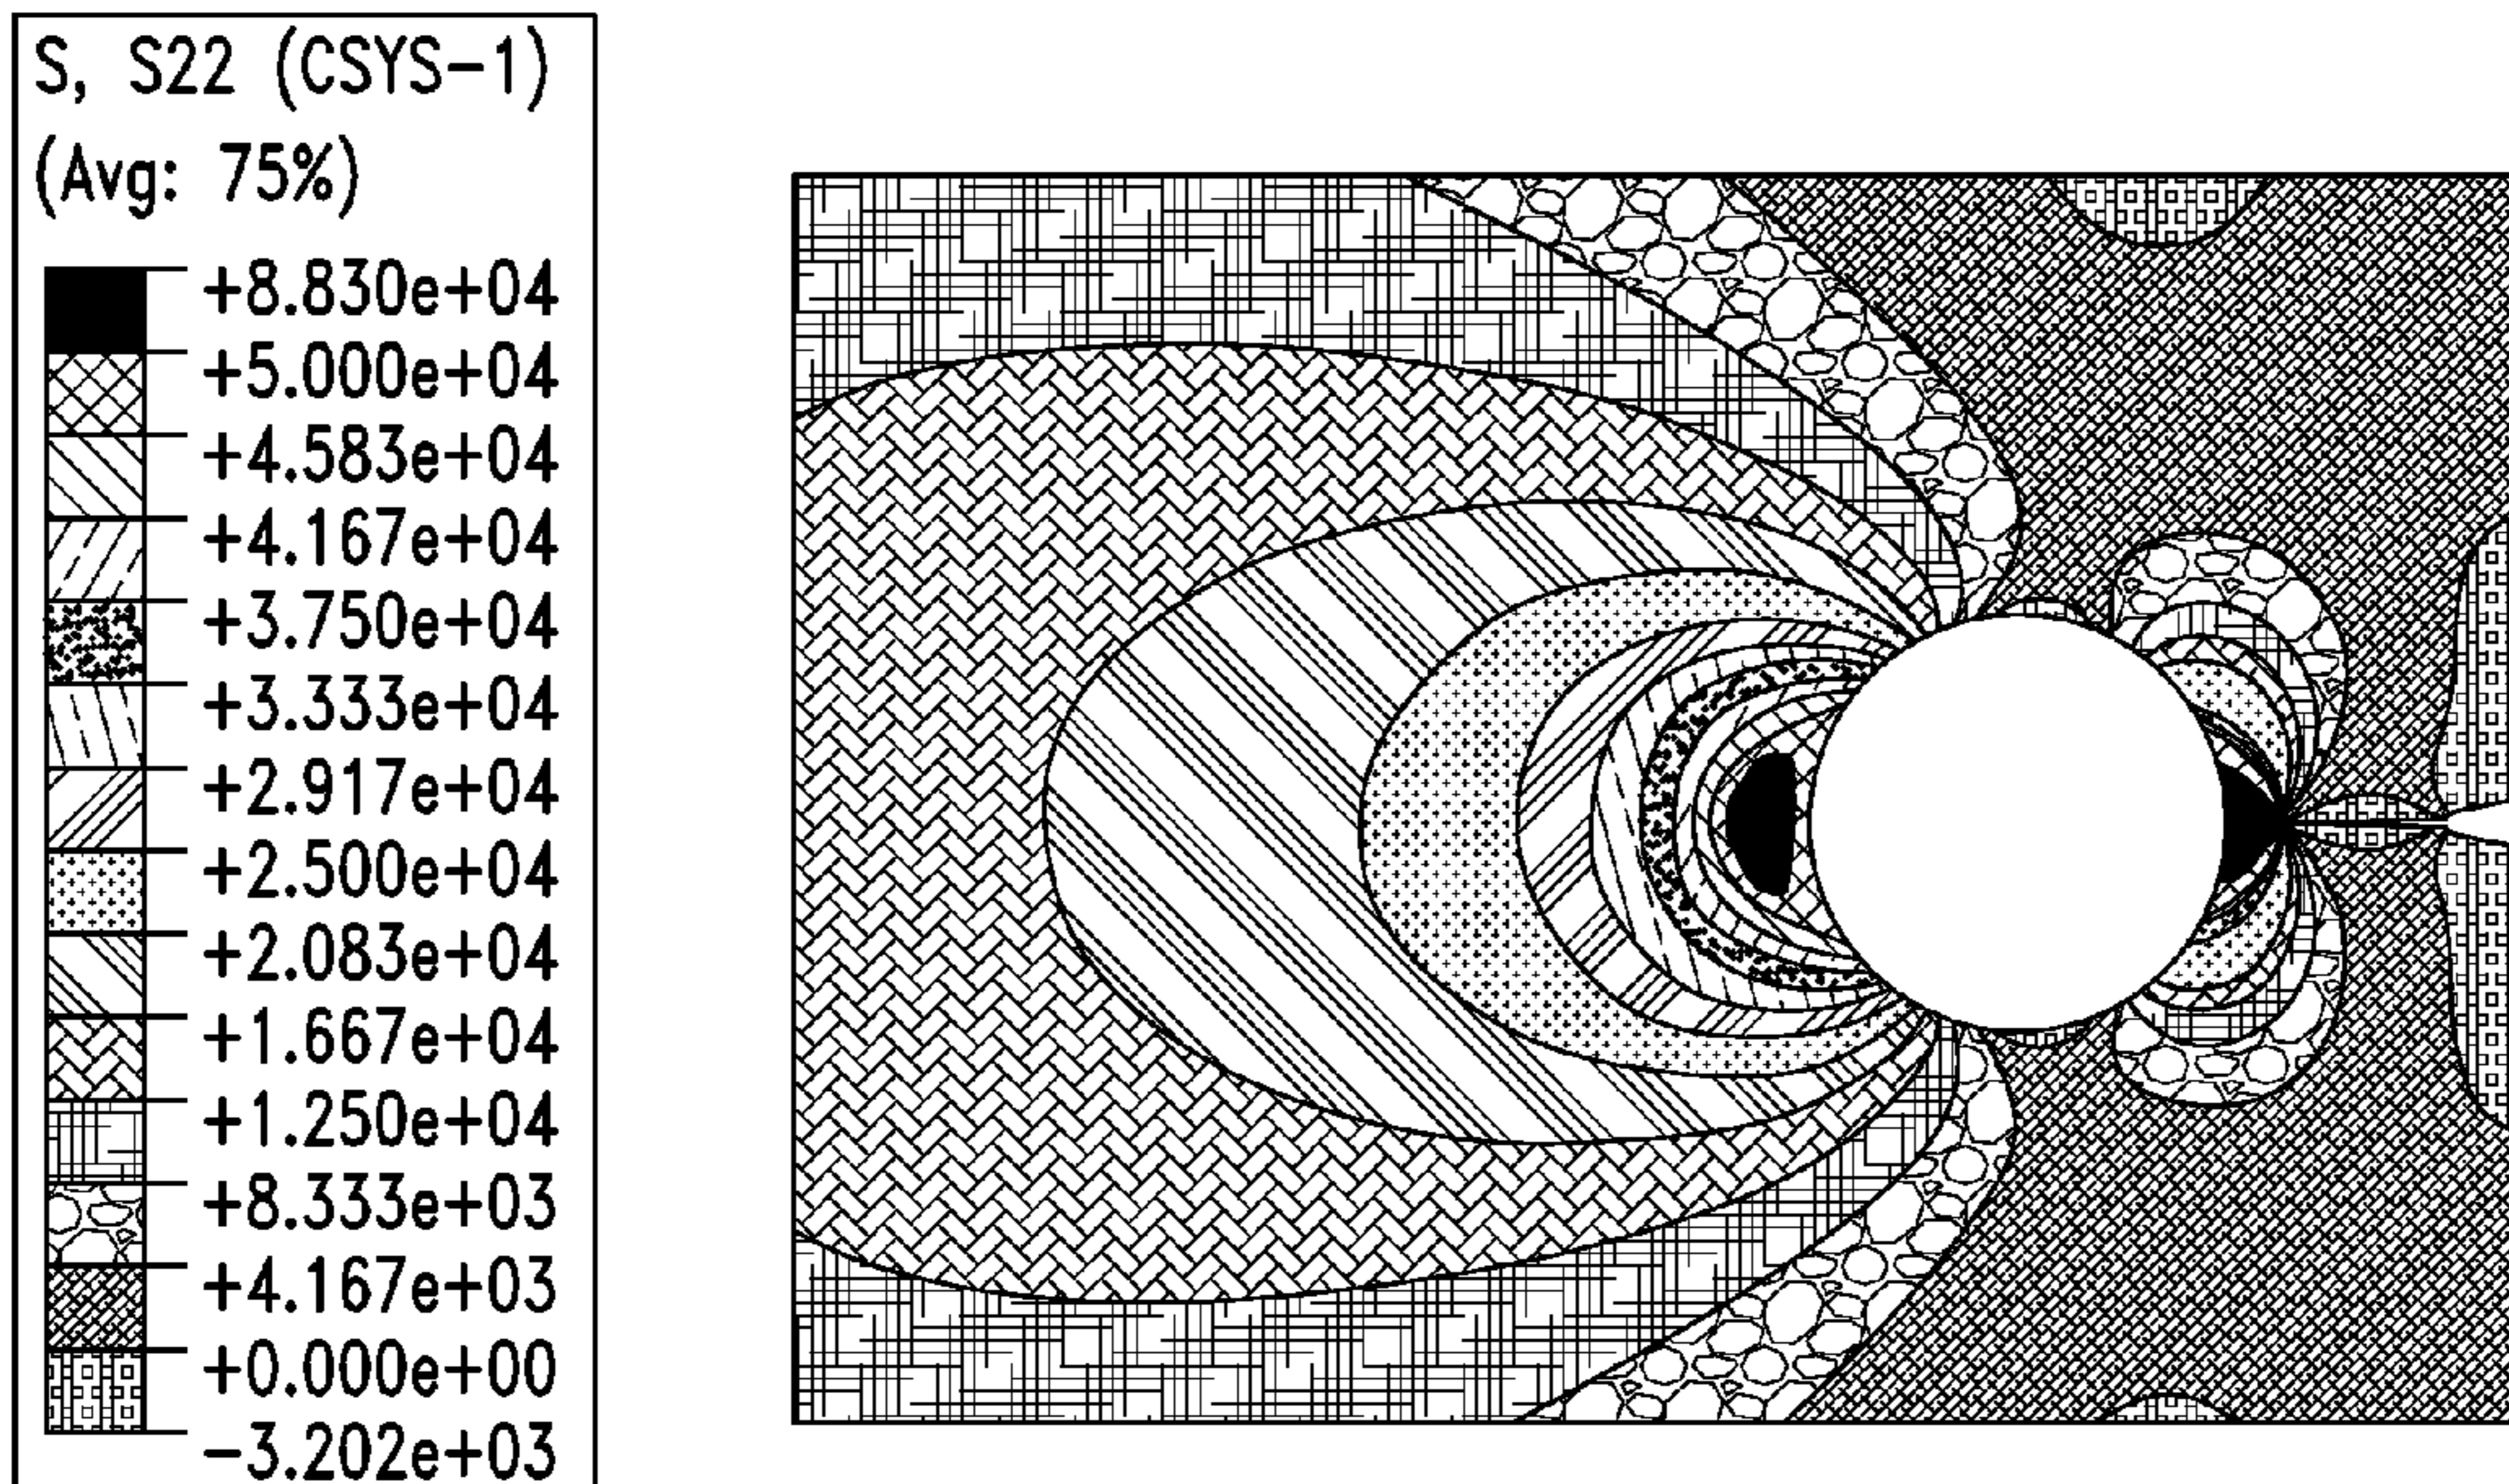 S, S22 (CSYS-1)
(Avg: 75%)
+8.830e+04
+5.000e+04
+4.583e+04
+4.167e+04
+3.750e+04
+3.333e+04
+2.917e+04
+2.500e+04
+2.083e+04
+1.667e+04
+1.250e+04
+8.333e+03
+4.167e+03
+0.000e+00
-3.202e+03